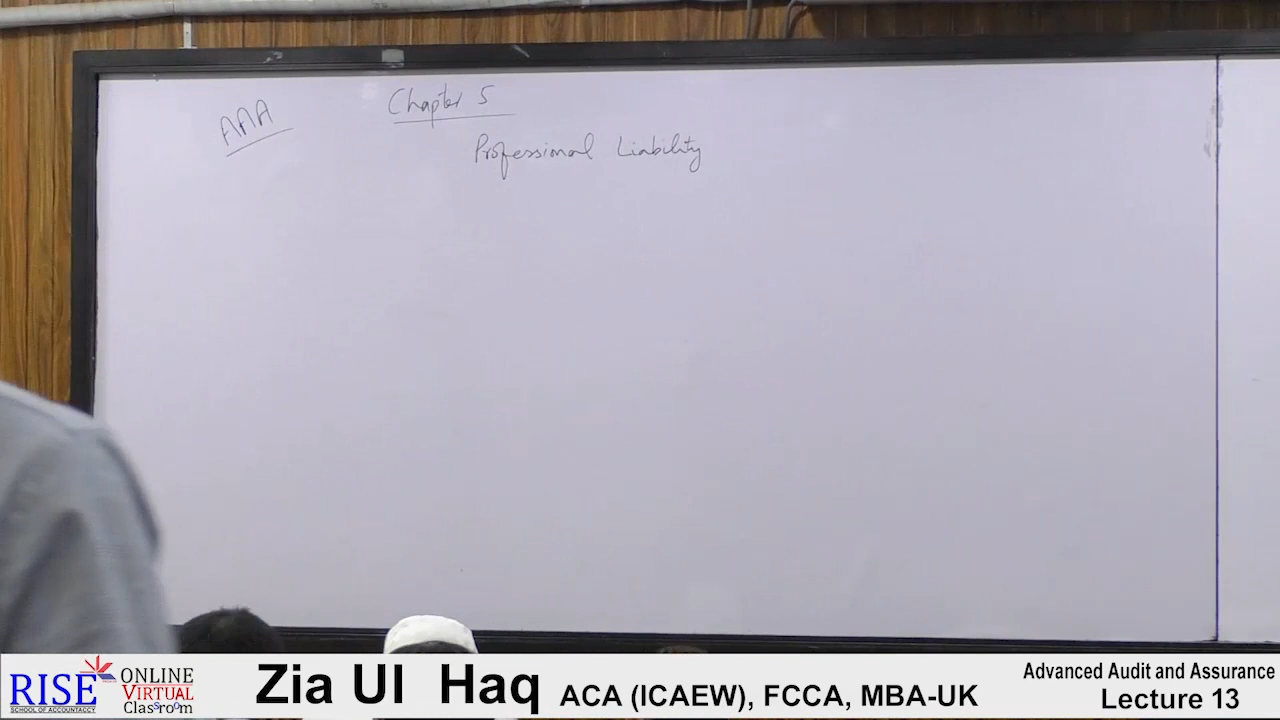 AAA
Chapter 5
Professional Liability
RISE
SCHOOL OF ACCOUNTACCY
ONLINE
VIRTUAL
Classroom
Zia Ul Haq ACA (ICAEW), FCCA, MBA-UK
Advanced Audit and Assurance
Lecture 13